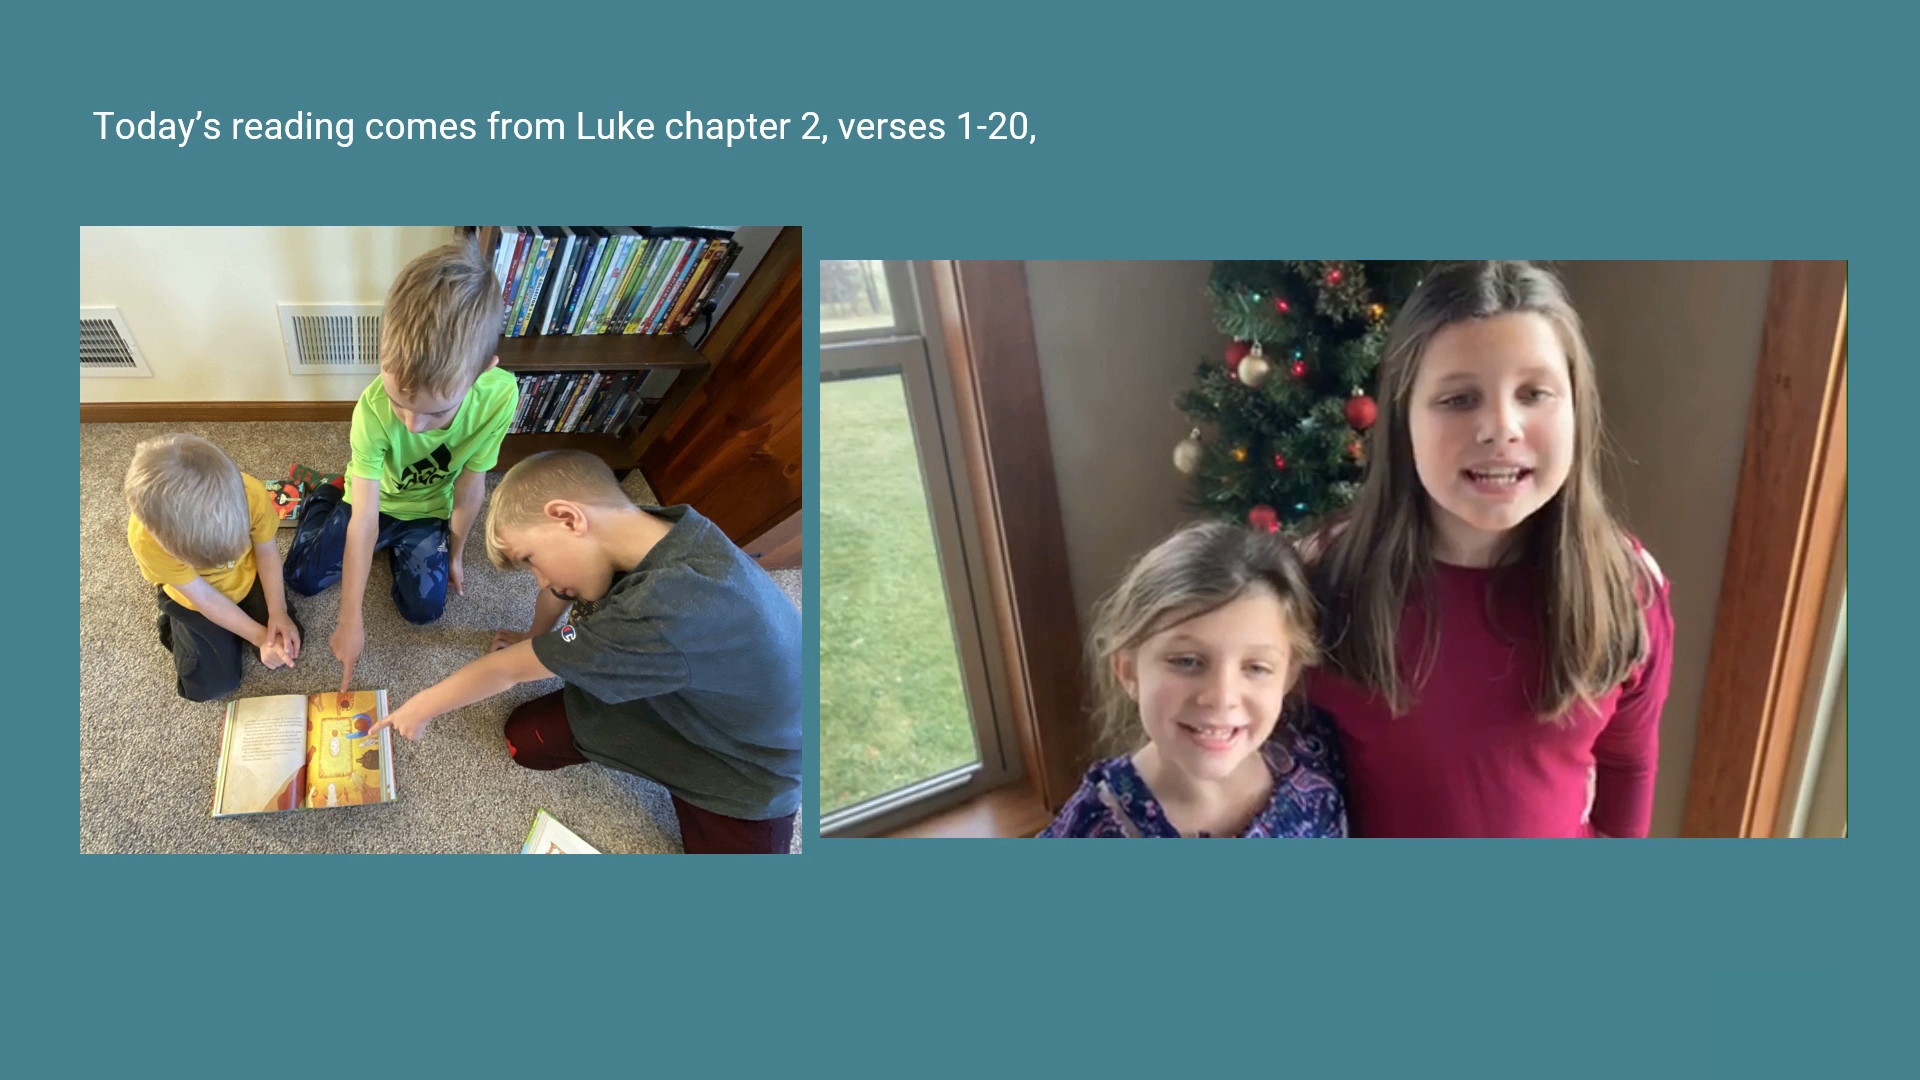 Today’s reading comes from Luke chapter 2, verses 1-20,